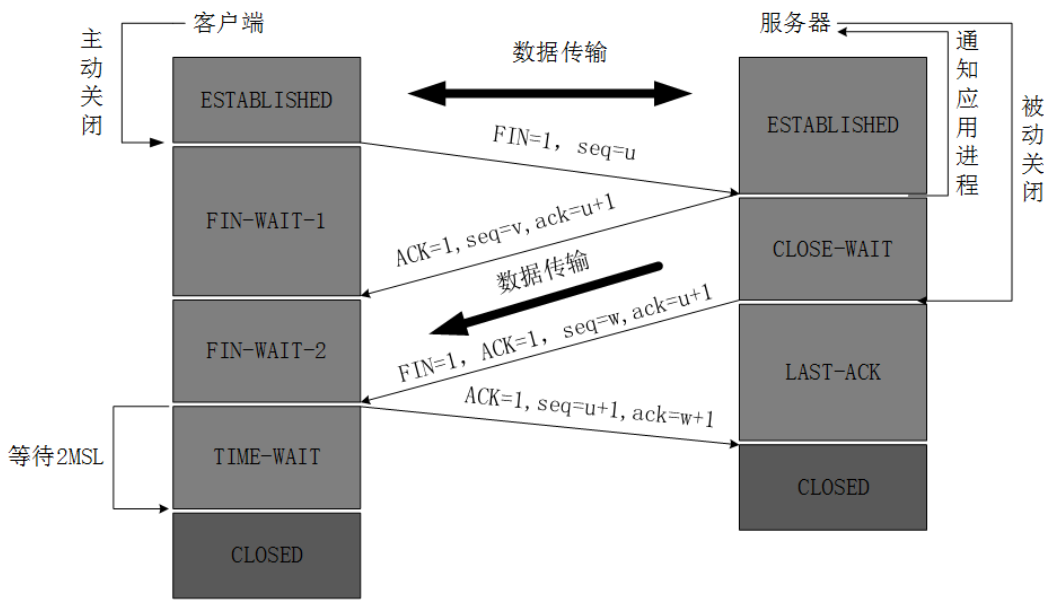 客户端
服务器
主动关闭
数据传输
通知应用进程
被动关闭
ESTABLISHED
ESTABLISHED
FIN=1, seq=u
FIN-WAIT-1
ACK=1,seq=v,ack=u+1
CLOSE-WAIT
数据传输
FIN=1, ACK=1, seq=w,ack=u+1
FIN-WAIT-2
LAST-ACK
ACK=1,seq=u+1,ack=w+1
等待2MSL
TIME-WAIT
CLOSED
CLOSED